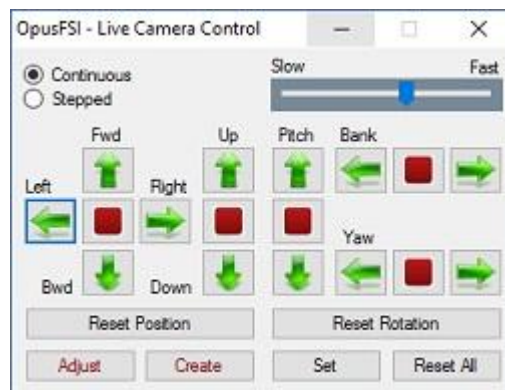 OpusFSI - Live Camera Control
Continuous
Stepped
Slow Fast
Fwd Up Pitch Bank
Left Right
Yaw
Bwd Down
Reset Position Reset Rotation
Adjust Create Set Reset All